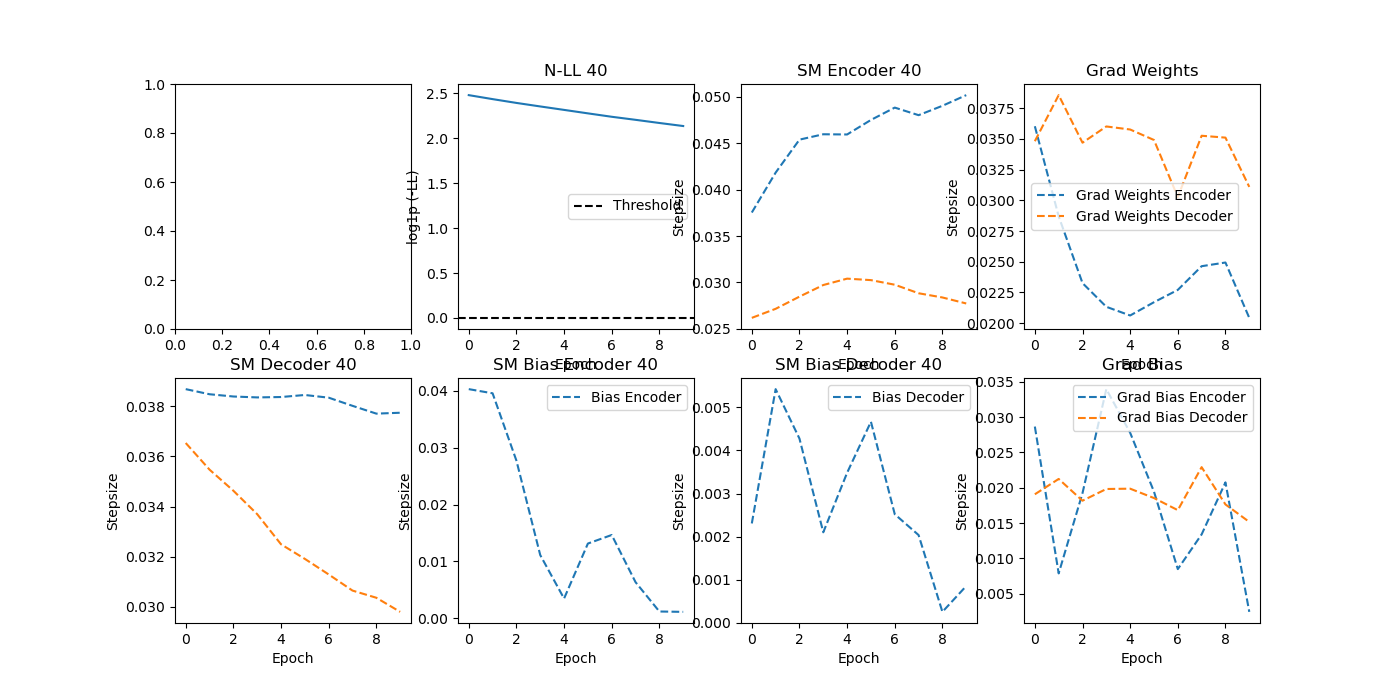 N-LL 40
SM Encoder 40
Grad Weights
1.0
0.8
0.6
0.4
0.2
0.0
0.0 0.2 0.4 0.6 0.8 1.0
log1p (-LL)
2.5
2.0
1.5
1.0
0.5
0.0
Threshold
0 2 4 6 8
Epoch
Stepsize
0.050
0.045
0.040
0.035
0.030
0.025
0 2 4 6 8
Epoch
Stepsize
0.0375
0.0350
0.0325
0.0300
0.0275
0.0250
0.0225
0.0200
Grad Weights Encoder
Grad Weights Decoder
0 2 4 6 8
Epoch
SM Decoder 40
SM Bias Encoder 40
SM Bias Decoder 40
Grad Bias
Stepsize
0.038
0.036
0.034
0.032
0.030
0 2 4 6 8
Epoch
Stepsize
0.04
0.03
0.02
0.01
0.00
Bias Encoder
0 2 4 6 8
Epoch
Stepsize
0.005
0.004
0.003
0.002
0.001
0.000
Bias Decoder
0 2 4 6 8
Epoch
Stepsize
0.035
0.030
0.025
0.020
0.015
0.010
0.005
Grad Bias Encoder
Grad Bias Decoder
0 2 4 6 8
Epoch